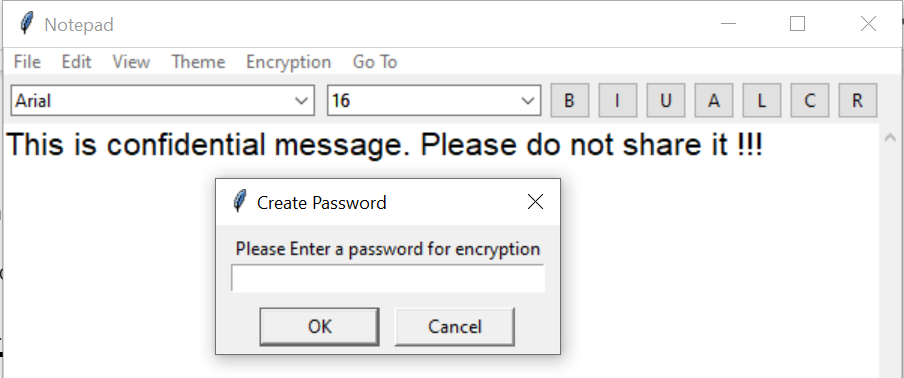 Notepad
File Edit View Theme Encryption Go To
Arial 16 B I U A L C R
This is confidential message. Please do not share it !!!
Create Password
Please Enter a password for encryption
OK Cancel